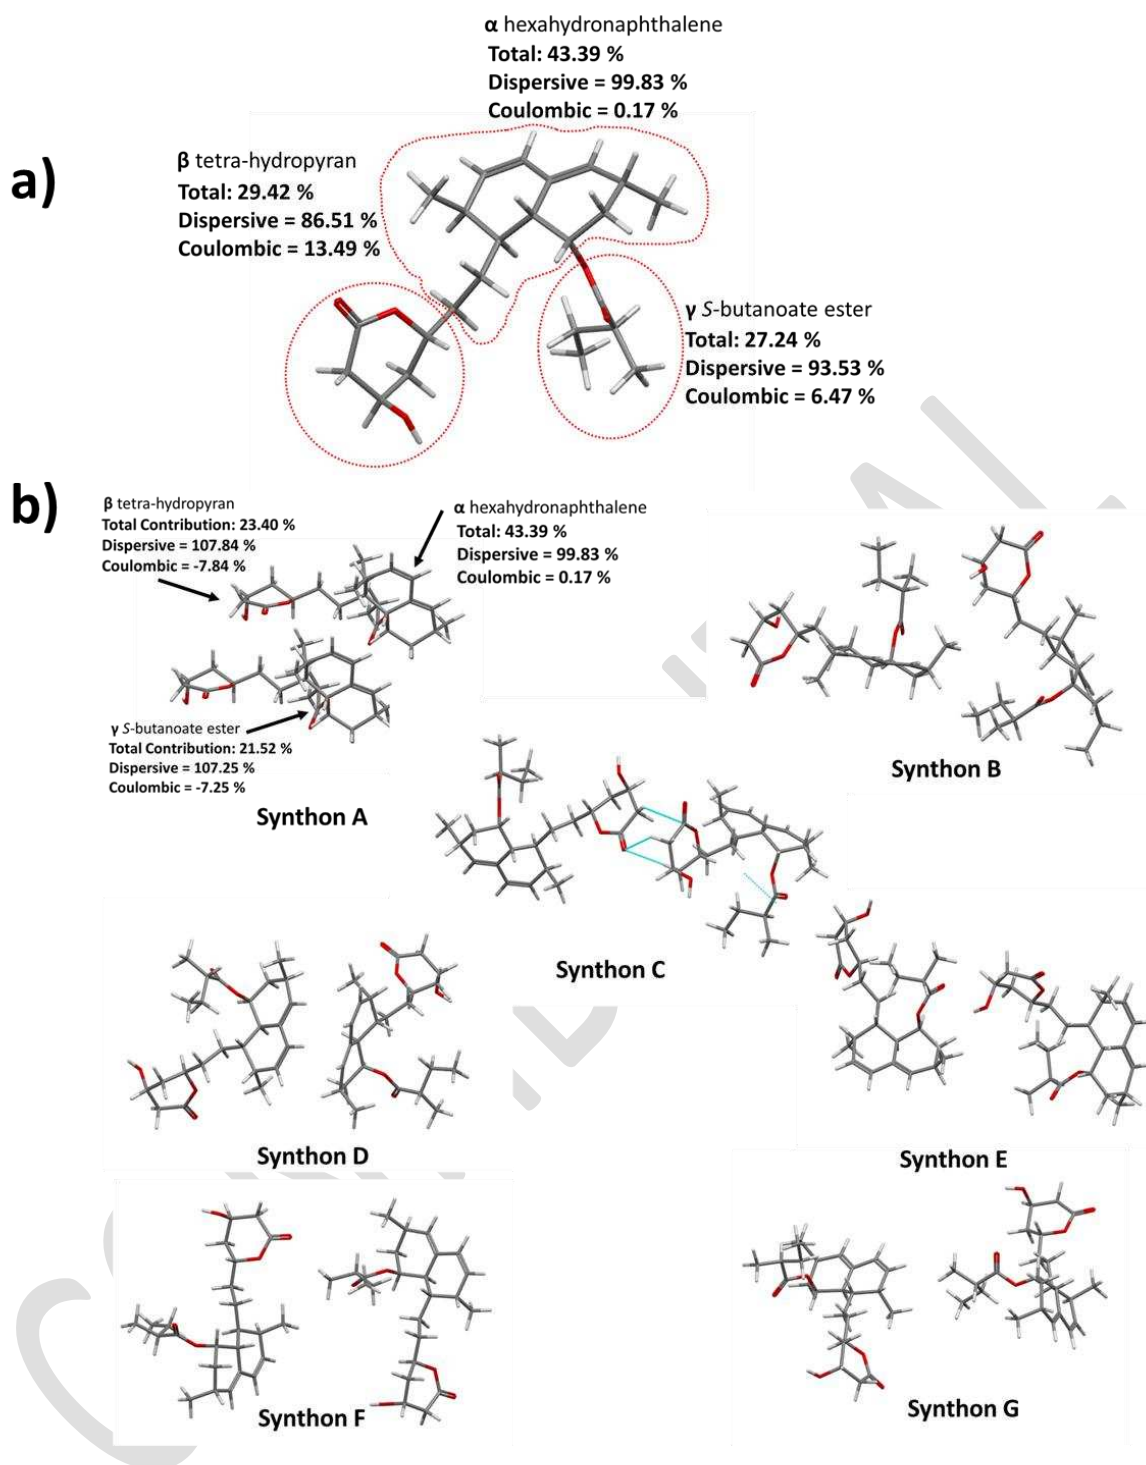 α hexahydronaphthalene
Total: 43.39 %
Dispersive = 99.83 %
Coulombic = 0.17 %
a)
β tetra-hydropyran
Total: 29.42 %
Dispersive = 86.51 %
Coulombic = 13.49 %
γ S-butanoate ester
Total: 27.24 %
Dispersive = 93.53 %
Coulombic = 6.47 %
b)
β tetra-hydropyran
Total Contribution: 23.40 %
Dispersive = 107.84 %
Coulombic = -7.84 %
α hexahydronaphthalene
Total: 43.39 %
Dispersive = 99.83 %
Coulombic = 0.17 %
γ S-butanoate ester
Total Contribution: 21.52 %
Dispersive = 107.25 %
Coulombic = -7.25 %
Synthon A
Synthon B
Synthon C
Synthon D
Synthon E
Synthon F
Synthon G